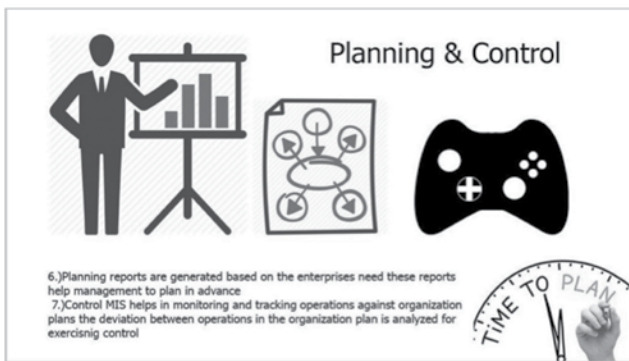 Planning & Control
6.)Planning reports are generated based on the enterprises need these reports
help management to plan in advance
7.)Control MIS helps in monitoring and tracking operations against organization
plans the deviation between operations in the organization plan is analyzed for
exercisnig control
TiME TO PLAN